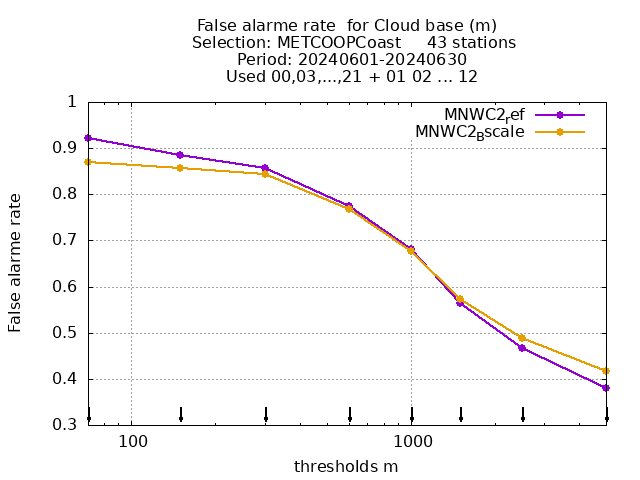 False alarme rate  for Cloud base (m)
Selection: METCOOPCoast     43 stations
Period: 20240601-20240630
Used 00,03,...,21 + 01 02 ... 12
MNWC2ref
MNWC2Bscale
1
0.9
0.8
0.7
0.6
0.5
0.4
0.3
False alarme rate
100
1000
thresholds m